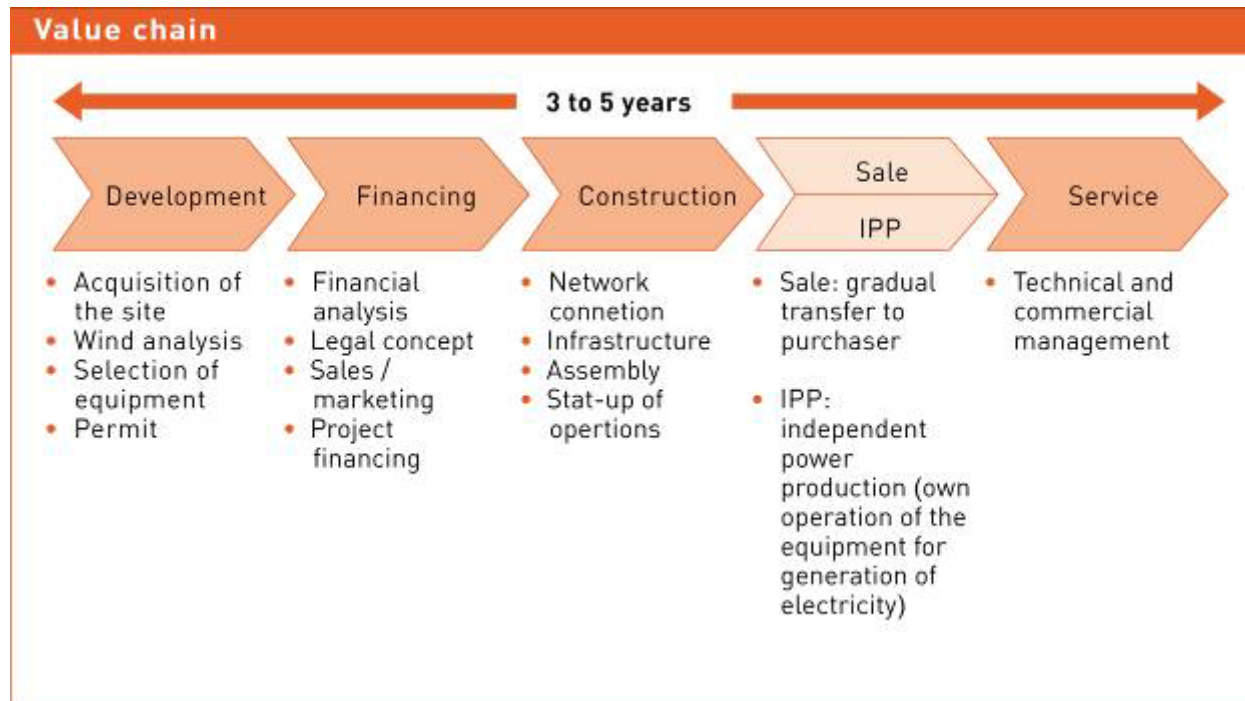 Value chain
3 to 5 years
Development
Financing
Construction
Sale
IPP
Service
• Acquisition of
the site
• Wind analysis
• Selection of
equipment
• Permit
• Financial
analysis
• Legal concept
• Sales /
marketing
• Project
financing
• Network
connetion
• Infrastructure
• Assembly
• Stat-up of
opertions
• Sale: gradual
transfer to
purchaser
• IPP:
independent
power
production (own
operation of the
equipment for
generation of
electricity)
• Technical and
commercial
management